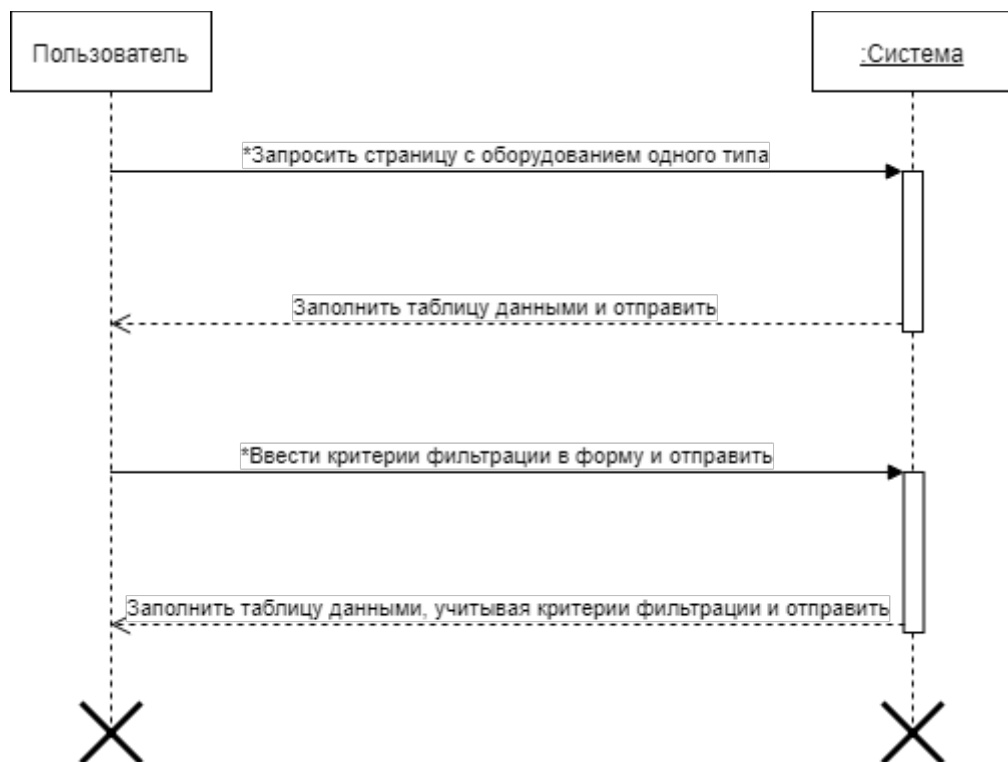 Пользователь
:Система
*Запросить страницу с оборудованием одного типа
Заполнить таблицу данными и отправить
*Ввести критерии фильтрации в форму и отправить
Заполнить таблицу данными, учитывая критерии фильтрации и отправить